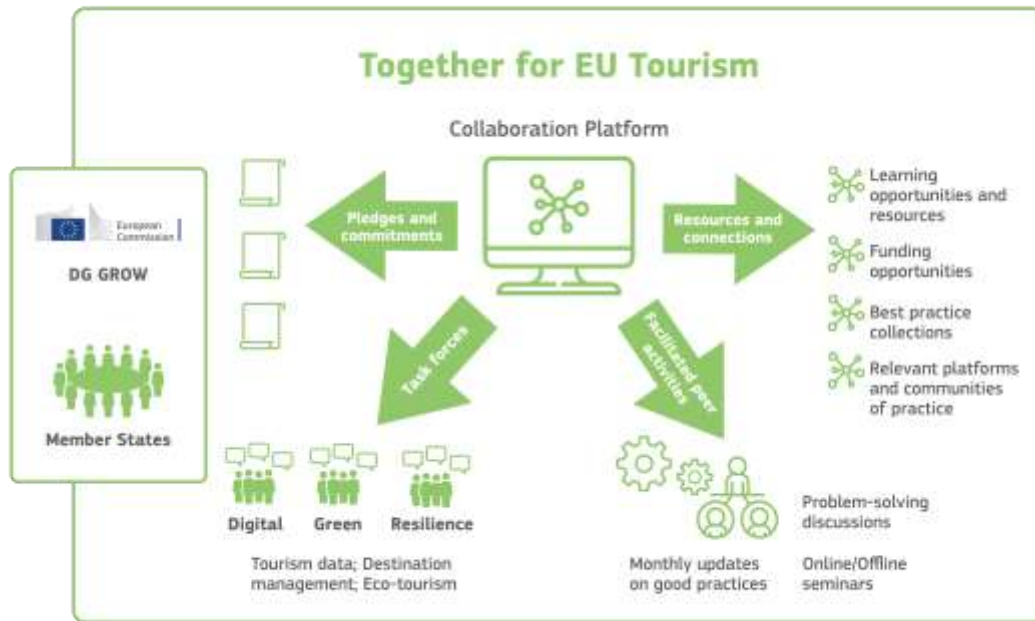 Together for EU Tourism
Collaboration Platform
European
Commission
DG GROW
Member States
Pledges and
commitments
Resources and
connections
Task forces
Facilitated peer
activities
Learning
opportunities and
resources
Funding
opportunities
Best practice
collections
Relevant platforms
and communities
of practice
Digital
Green
Resilience
Tourism data; Destination
management; Eco-tourism
Problem-solving
discussions
Monthly updates
on good practices
Online/Offline
seminars